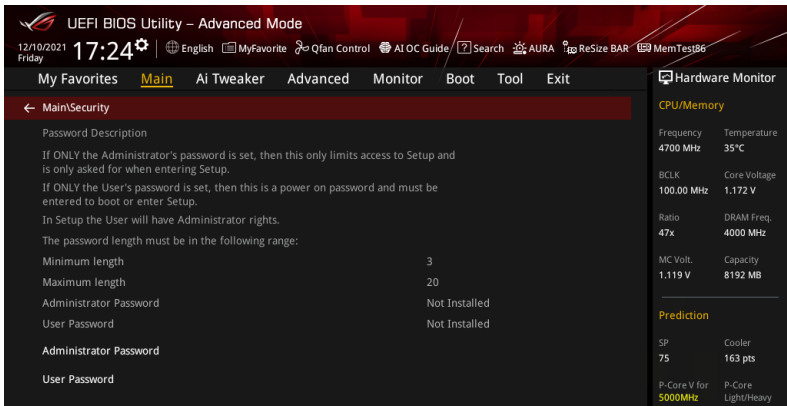 UEFI BIOS Utility – Advanced Mode
12/10/2021 Friday 17:24 English MyFavorite Qfan Control AI OC Guide Search AURA ReSize BAR MemTest86
My Favorites Main Ai Tweaker Advanced Monitor Boot Tool Exit
Main\Security
Password Description
If ONLY the Administrator's password is set, then this only limits access to Setup and
is only asked for when entering Setup.
If ONLY the User's password is set, then this is a power on password and must be
entered to boot or enter Setup.
In Setup the User will have Administrator rights.
The password length must be in the following range:
Minimum length 3
Maximum length 20
Administrator Password Not Installed
User Password Not Installed
Administrator Password
User Password
Hardware Monitor
CPU/Memory
Frequency Temperature
4700 MHz 35°C
BCLK Core Voltage
100.00 MHz 1.172 V
Ratio DRAM Freq.
47x 4000 MHz
MC Volt. Capacity
1.119 V 8192 MB
Prediction
SP Cooler
75 163 pts
P-Core V for P-Core
5000MHz Light/Heavy